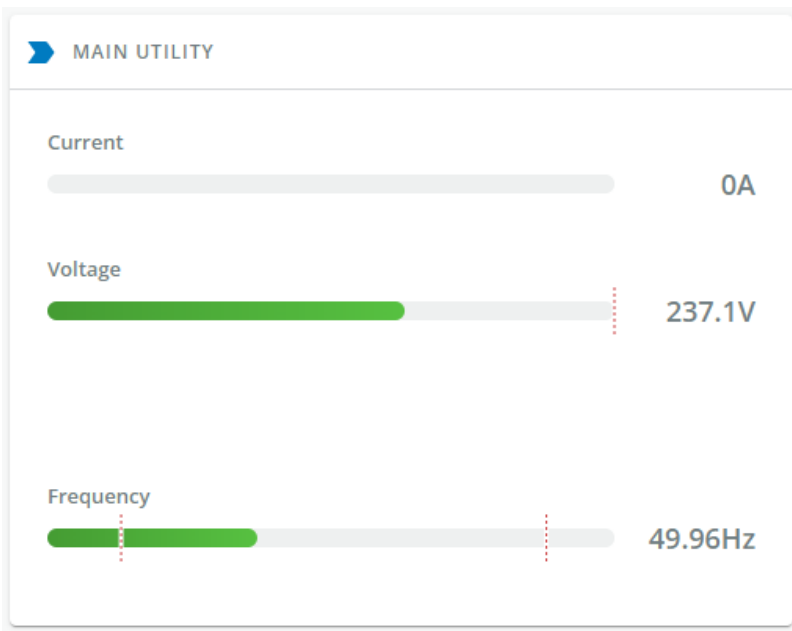 MAIN UTILITY
Current
0A
Voltage
237.1V
Frequency
49.96Hz